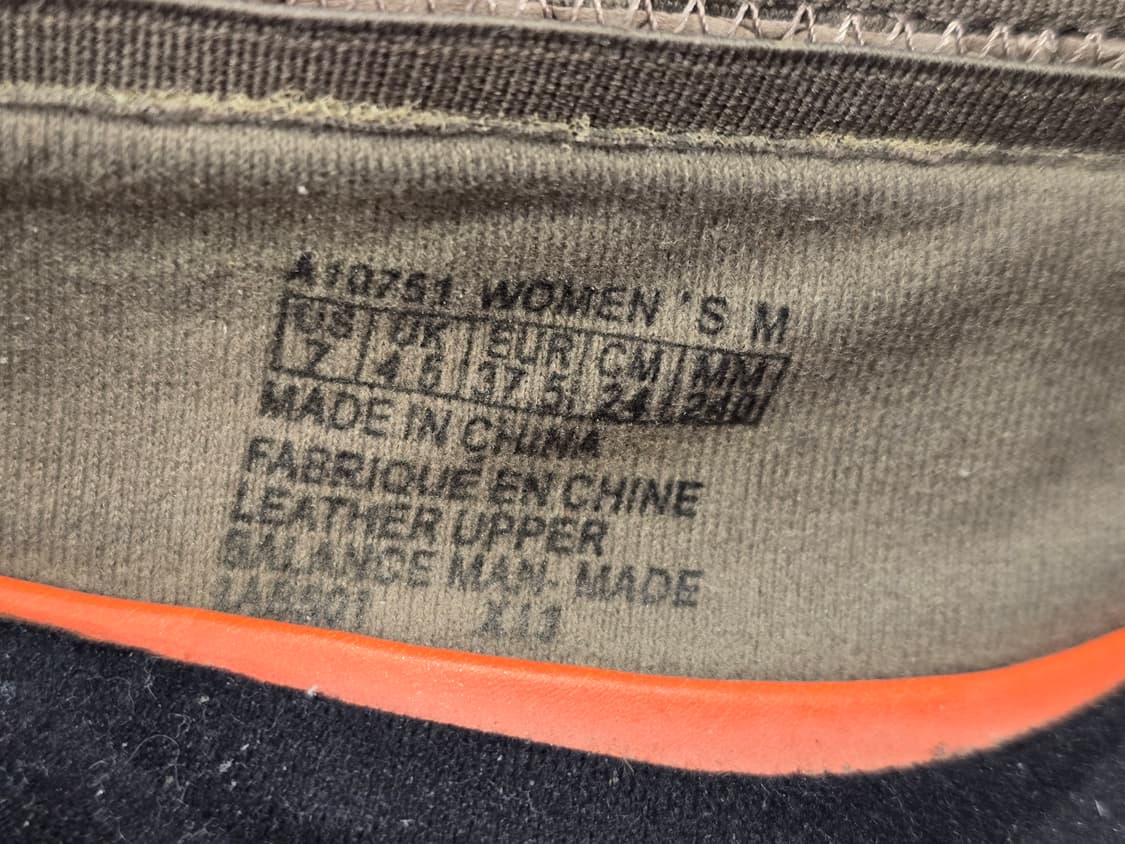 A10751 WOMEN 'S M
US UK EUR CM MM
7 4 5 37 5 24 240
MADE IN CHINA
FABRIQUE EN CHINE
LEATHER UPPER
BALANCE MAN- MADE